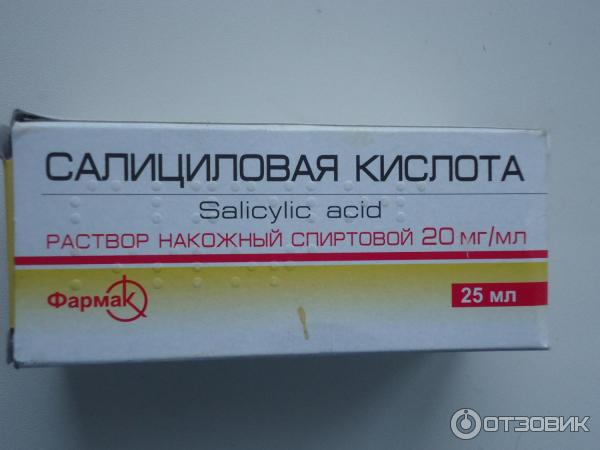 САЛИЦИЛОВАЯ КИСЛОТА
Salicylic acid
РАСТВОР НАКОЖНЫЙ СПИРТОВОЙ 20 мг/мл
Фармак
25 мл
ОТЗОВИК